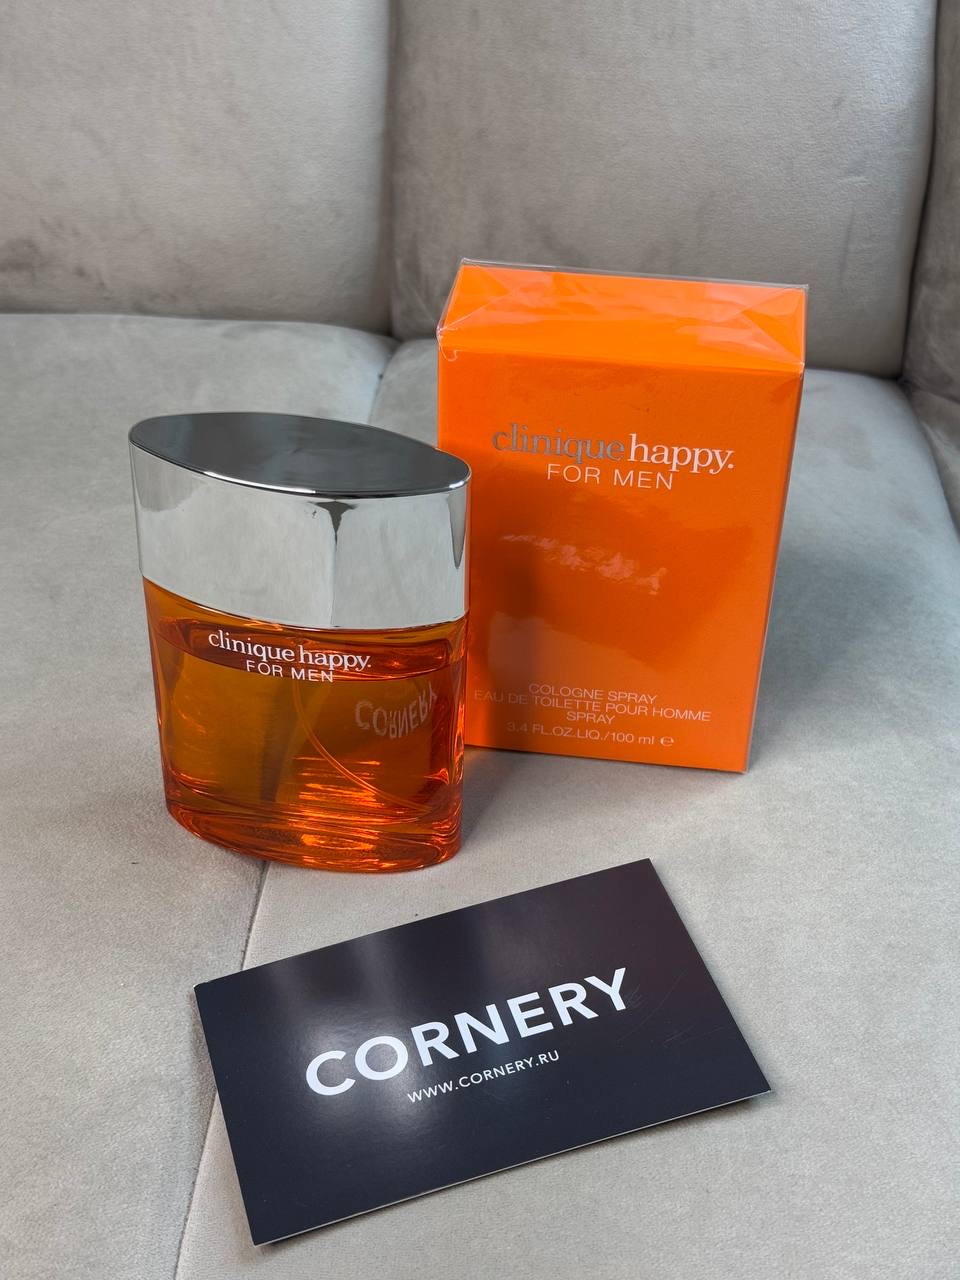 clinique happy.
FOR MEN
COLOGNE SPRAY
EAU DE TOILETTE POUR HOMME
SPRAY
3.4 FL.OZ.LIQ./100 ml ℮
clinique happy.
FOR MEN
CORNERY
CORNERY
WWW.CORNERY.RU